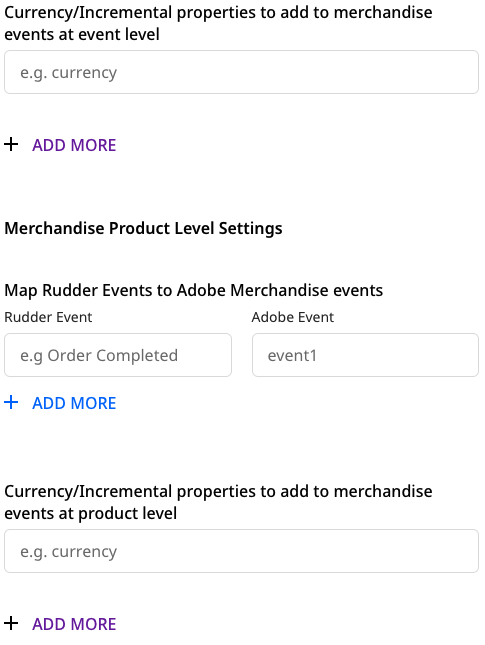 Currency/Incremental properties to add to merchandise
events at event level
e.g. currency
+ ADD MORE
Merchandise Product Level Settings
Map Rudder Events to Adobe Merchandise events
Rudder Event Adobe Event
e.g Order Completed event1
+ ADD MORE
Currency/Incremental properties to add to merchandise
events at product level
e.g. currency
+ ADD MORE